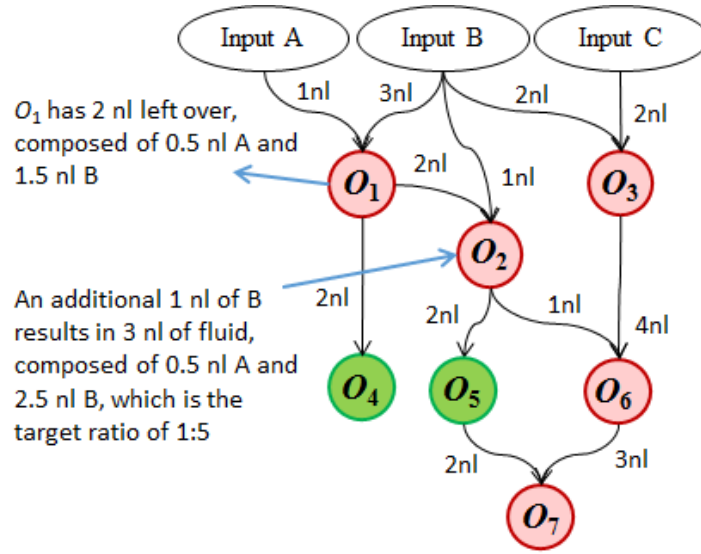 Input A
Input B
Input C
1nl
3nl
2nl
2nl
O1 has 2 nl left over,
composed of 0.5 nl A and
1.5 nl B
2nl
1nl
O1
O3
O2
An additional 1 nl of B
results in 3 nl of fluid,
composed of 0.5 nl A and
2.5 nl B, which is the
target ratio of 1:5
2nl
2nl
1nl
4nl
O4
O5
O6
2nl
3nl
O7